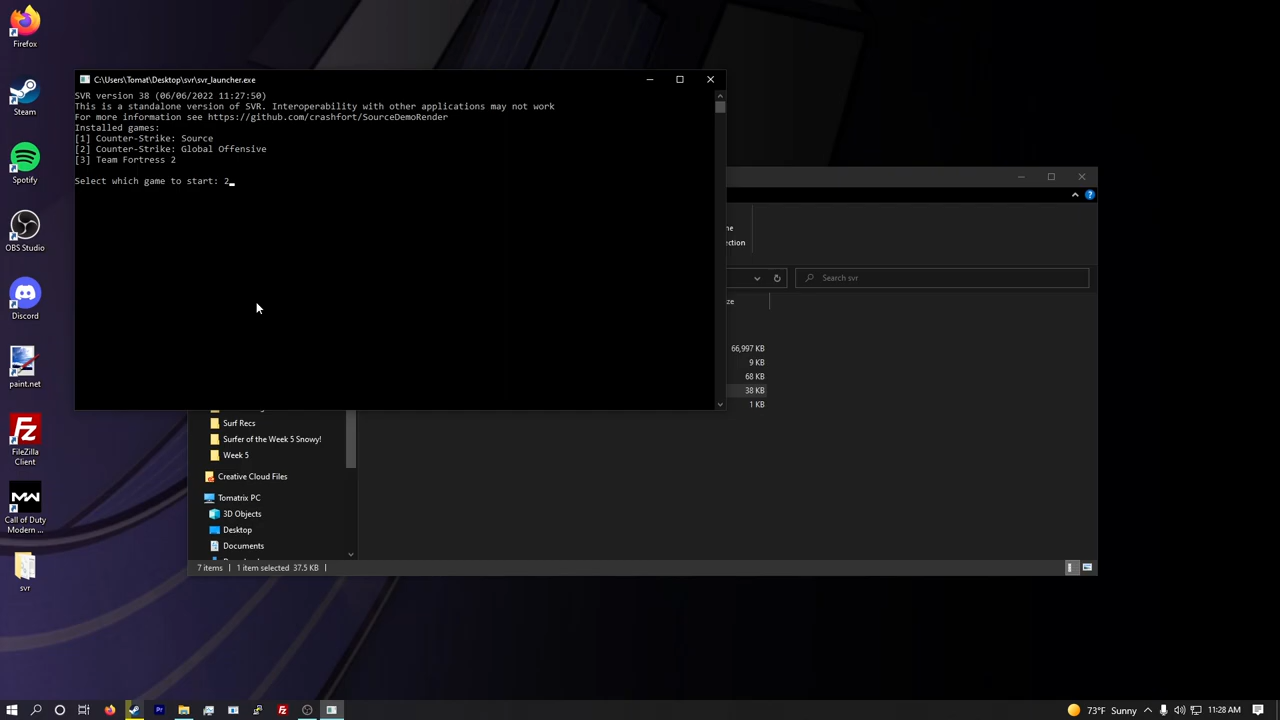 Firefox
Steam
Spotify
OBS Studio
Discord
paint.net
FileZilla
Client
Call of Duty
Modern ...
svr
C:\Users\Tomat\Desktop\svr\svr_launcher.exe
SVR version 38 (06/06/2022 11:27:50)
This is a standalone version of SVR. Interoperability with other applications may not work
For more information see https://github.com/crashfort/SourceDemoRender
Installed games:
[1] Counter-Strike: Source
[2] Counter-Strike: Global Offensive
[3] Team Fortress 2
Select which game to start: 2
Search svr
66,997 KB
9 KB
68 KB
38 KB
1 KB
Surf Recs
Surfer of the Week 5 Snowy!
Week 5
Creative Cloud Files
Tomatrix PC
3D Objects
Desktop
Documents
7 items
1 item selected 37.5 KB
73°F Sunny
11:28 AM